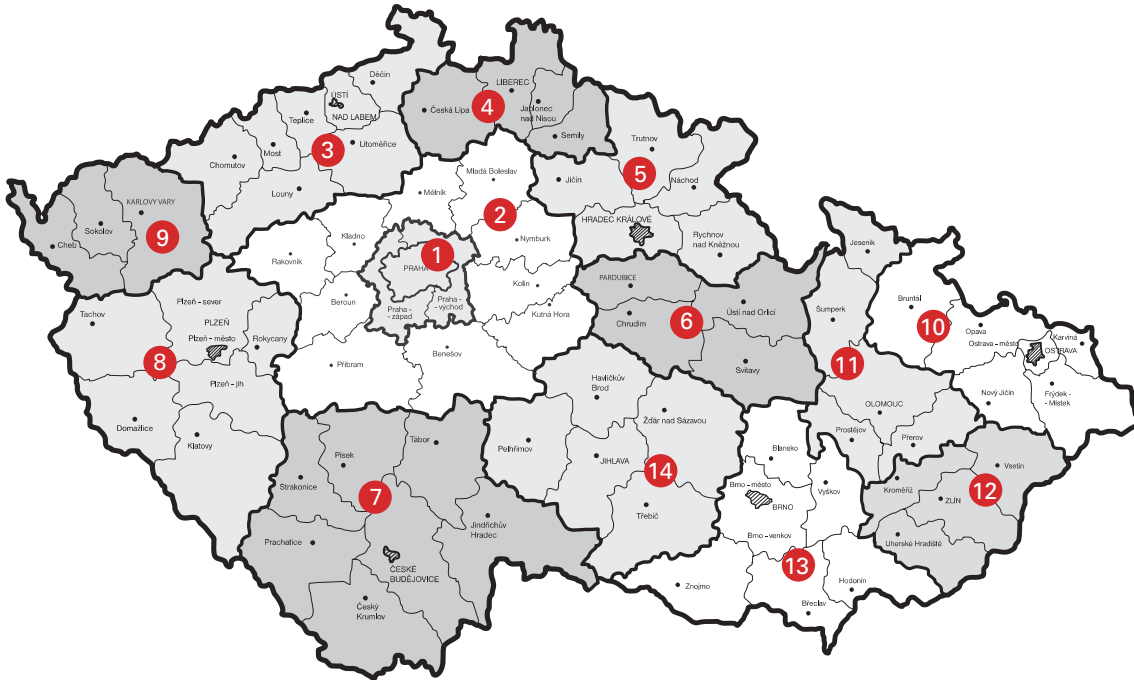 Děčín
ÚSTÍ
NAD LABEM
Teplice
Most
Chomutov
Louny
Litoměřice
3
Česká Lípa
4
LIBEREC
Jablonec
nad Nisou
Semily
Trutnov
5
Jičín
Náchod
HRADEC KRÁLOVÉ
Rychnov
nad Kněžnou
Mladá Boleslav
Mělník
2
Nymburk
Kladno
Rakovník
Beroun
Kolín
Kutná Hora
Benešov
Příbram
1
PRAHA
Praha -
- západ
Praha -
- východ
KARLOVY VARY
Sokolov
Cheb
9
Plzeň - sever
Tachov
PLZEŇ
Plzeň - město
Rokycany
8
Plzeň - jih
Domažlice
Klatovy
PARDUBICE
Chrudim
6
Ústí nad Orlicí
Svitavy
Jeseník
Šumperk
11
OLOMOUC
Prostějov
Přerov
Bruntál
10
Opava
Ostrava - město
Karviná
OSTRAVA
Nový Jičín
Frýdek -
- Místek
Havlíčkův
Brod
Žďár nad Sázavou
Pelhřimov
JIHLAVA
14
Třebíč
Písek
Tábor
Strakonice
7
Jindřichův
Hradec
Prachatice
ČESKÉ
BUDĚJOVICE
Český
Krumlov
Blansko
Brno - město
BRNO
Vyškov
Brno - venkov
13
Znojmo
Hodonín
Břeclav
Vsetín
12
Kroměříž
ZLÍN
Uherské Hradiště